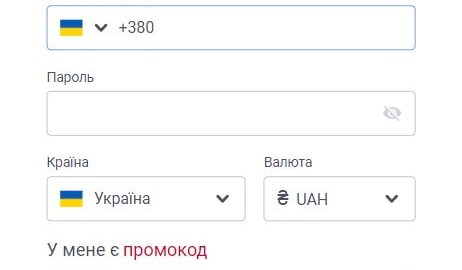 +380
Пароль
Країна Валюта
Україна ₴ UAH
У мене є промокод